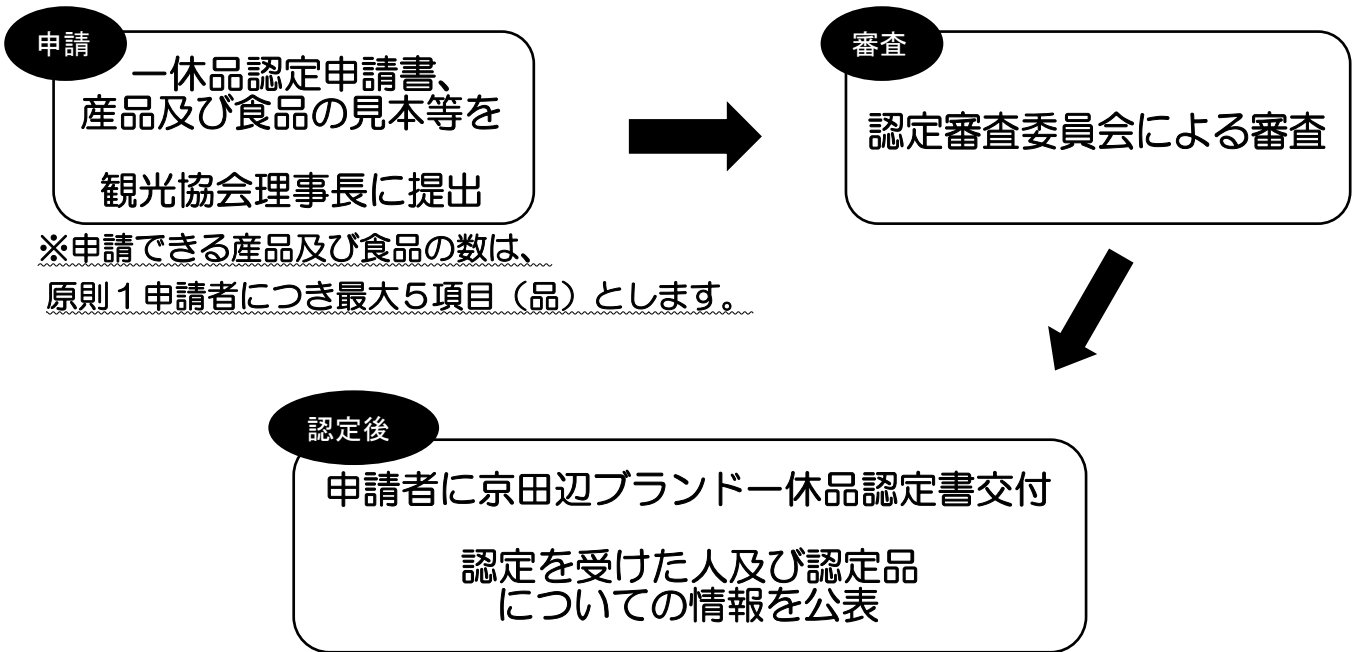 申請
一休品認定申請書、
産品及び食品の見本等を
観光協会理事長に提出
※申請できる産品及び食品の数は、
原則1申請者につき最大5項目（品）とします。
審査
認定審査委員会による審査
認定後
申請者に京田辺ブランド一休品認定書交付
認定を受けた人及び認定品
についての情報を公表